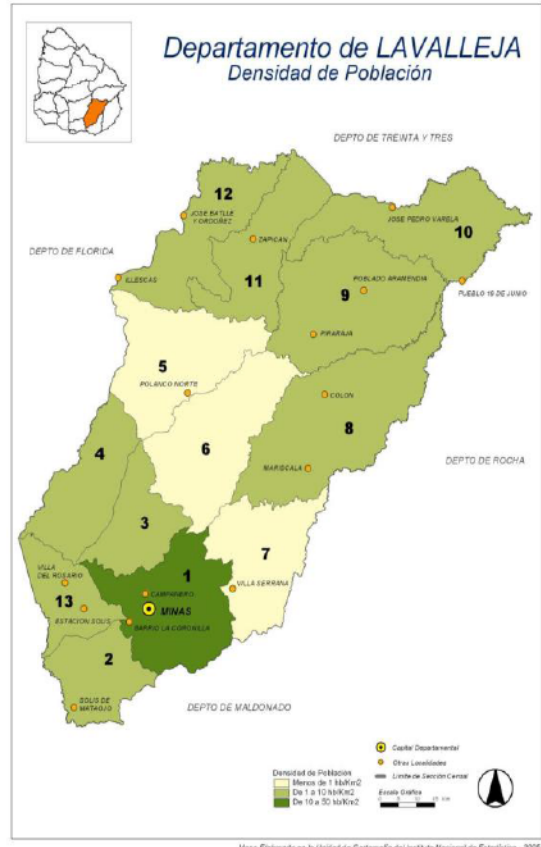 Departamento de LAVALLEJA
Densidad de Población
DEPTO DE TREINTA Y TRES
12
JOSE BATLLE
Y ORDOÑEZ
JOSE PEDRO VARELA
10
ZAPICAN
DEPTO DE FLORIDA
11
ILLESCAS
9
POBLADO ARAMENDIA
PUEBLO 19 DE JUNIO
PIRARAJA
5
POLANCO NORTE
COLON
8
6
4
MARISCALA
DEPTO DE ROCHA
3
7
1
VILLA
DEL ROSARIO
CAMPANERO
VILLA SERRANA
13
MINAS
ESTACION SOLIS
BARRIO LA CORONILLA
2
SOLIS DE
MATAOJO
DEPTO DE MALDONADO
Capital Departamental
Otras Localidades
Limite de Sección Censal
Densidad de Población
Menos de 1 hb/Km2
De 1 a 10 hb/Km2
De 10 a 50 hb/Km2
Escala Gráfica